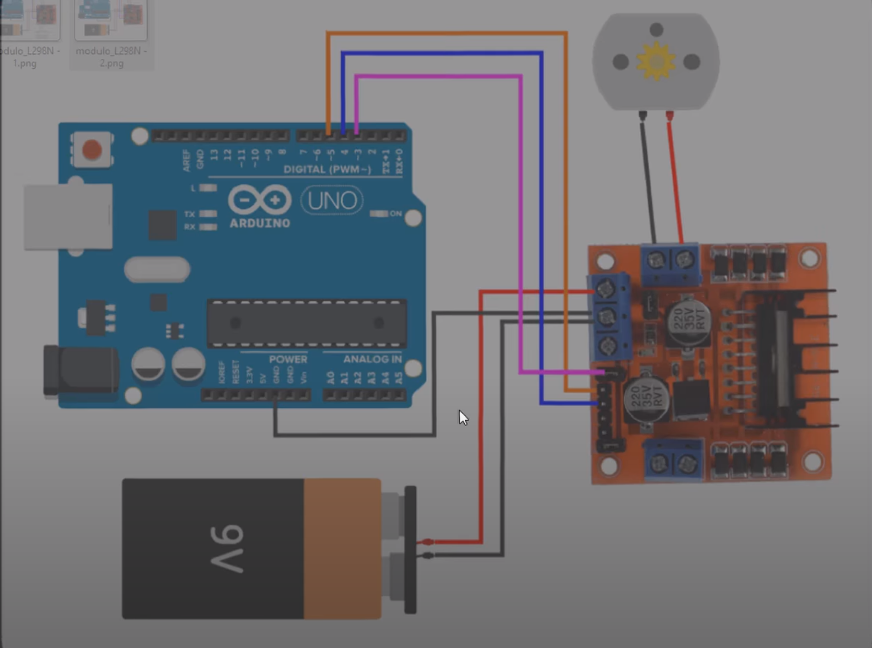 modulo_L298N -
1.png
modulo_L298N -
2.png
AREF
GND
13
12
~11
~10
~9
8
7
~6
~5
4
~3
2
TX→1
RX←0
DIGITAL (PWM~)
L
TX
RX
ARDUINO
UNO
ON
POWER
ANALOG IN
IOREF
RESET
3.3V
5V
GND
GND
Vin
A0
A1
A2
A3
A4
A5
220
35V
RVT
220
35V
RVT
9V